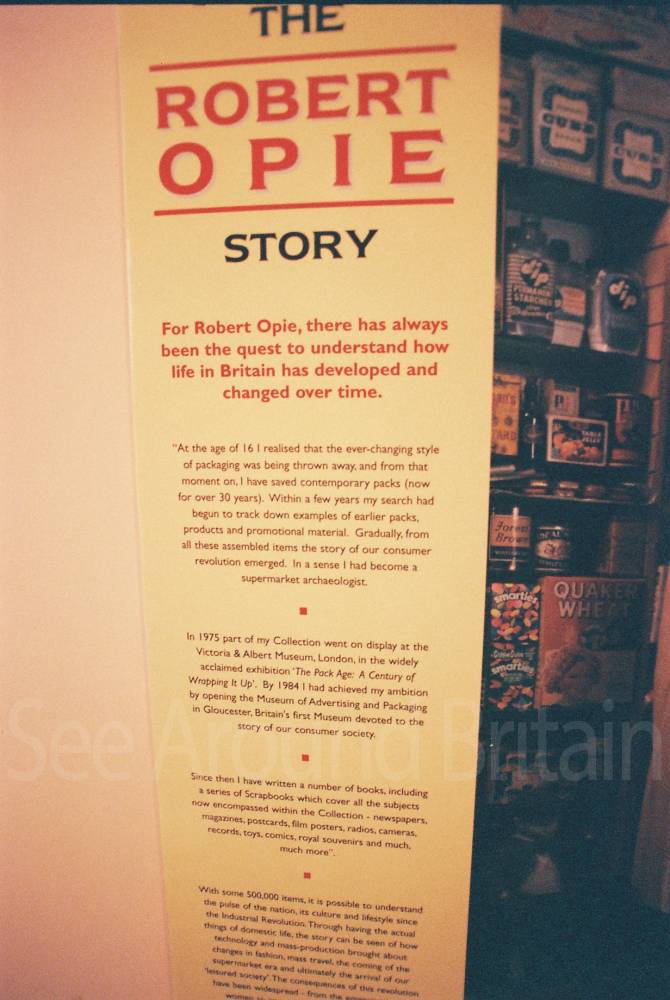 THE
ROBERT
OPIE
STORY
For Robert Opie, there has always
been the quest to understand how
life in Britain has developed and
changed over time.
“At the age of 16 I realised that the ever-changing style
of packaging was being thrown away, and from that
moment on, I have saved contemporary packs (now
for over 30 years). Within a few years my search had
begun to track down examples of earlier packs,
products and promotional material. Gradually, from
all these assembled items the story of our consumer
revolution emerged. In a sense I had become a
supermarket archaeologist.
In 1975 part of my Collection went on display at the
Victoria & Albert Museum, London, in the widely
acclaimed exhibition ‘The Pack Age: A Century of
Wrapping It Up’. By 1984 I had achieved my ambition
by opening the Museum of Advertising and Packaging
in Gloucester, Britain’s first Museum devoted to the
story of our consumer society.
Since then I have written a number of books, including
a series of Scrapbooks which cover all the subjects
now encompassed within the Collection - newspapers,
magazines, postcards, film posters, radios, cameras,
records, toys, comics, royal souvenirs and much,
much more”.
With some 500,000 items, it is possible to understand
the pulse of the nation, its culture and lifestyle since
the Industrial Revolution. Through having the actual
things of domestic life, the story can be seen of how
technology and mass-production brought about
changes in fashion, mass travel, the coming of the
supermarket era and ultimately the arrival of our
‘leisured society’. The consequences of this revolution
have been widespread - from the
women
dip
STARCH
dip
TABLE
JELLY
Forest
Brown
smarties
smarties
QUAKER
WHEAT
See Around Britain